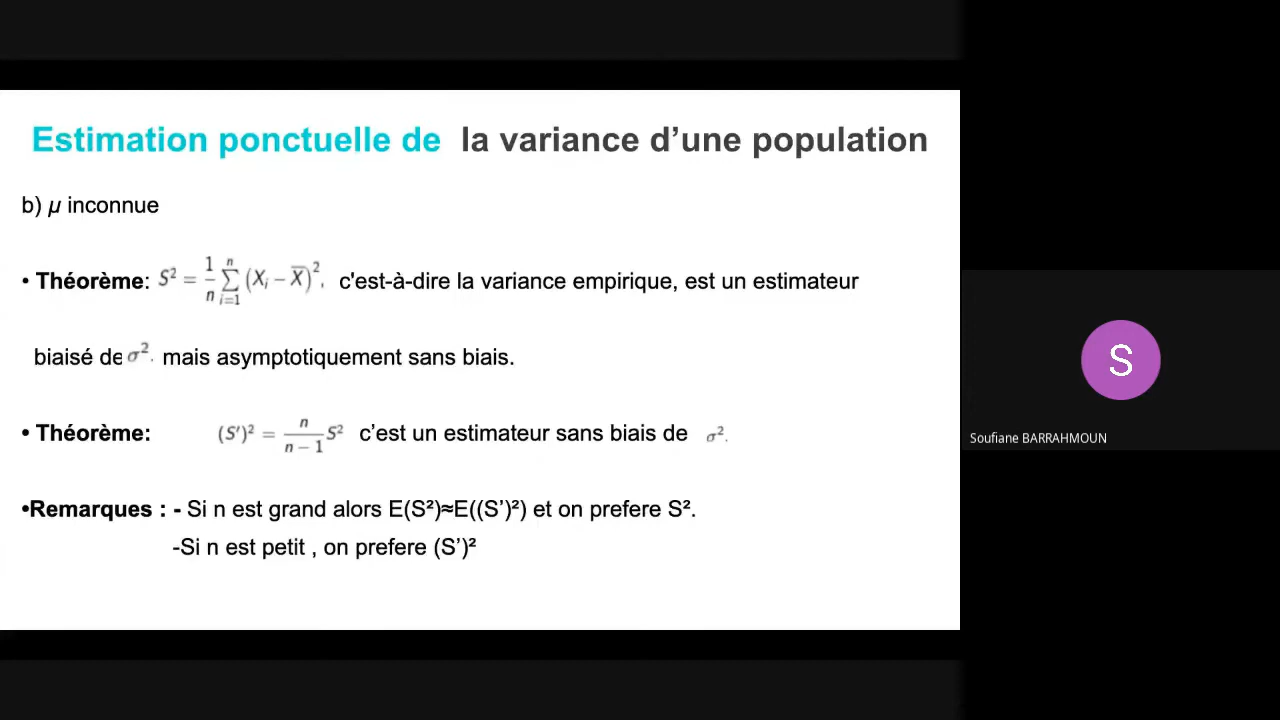 Estimation ponctuelle de la variance d’une population
b) μ inconnue
• Théorème: S² = 1/n ∑ⁿᵢ₌₁ (Xᵢ – X̅)², c'est-à-dire la variance empirique, est un estimateur
biaisé de σ². mais asymptotiquement sans biais.
• Théorème: (S′)² = n/(n – 1) S² c’est un estimateur sans biais de σ².
•Remarques : - Si n est grand alors E(S²)≈E((S’)²) et on prefere S².
-Si n est petit , on prefere (S’)²
S
Soufiane BARRAHMOUN